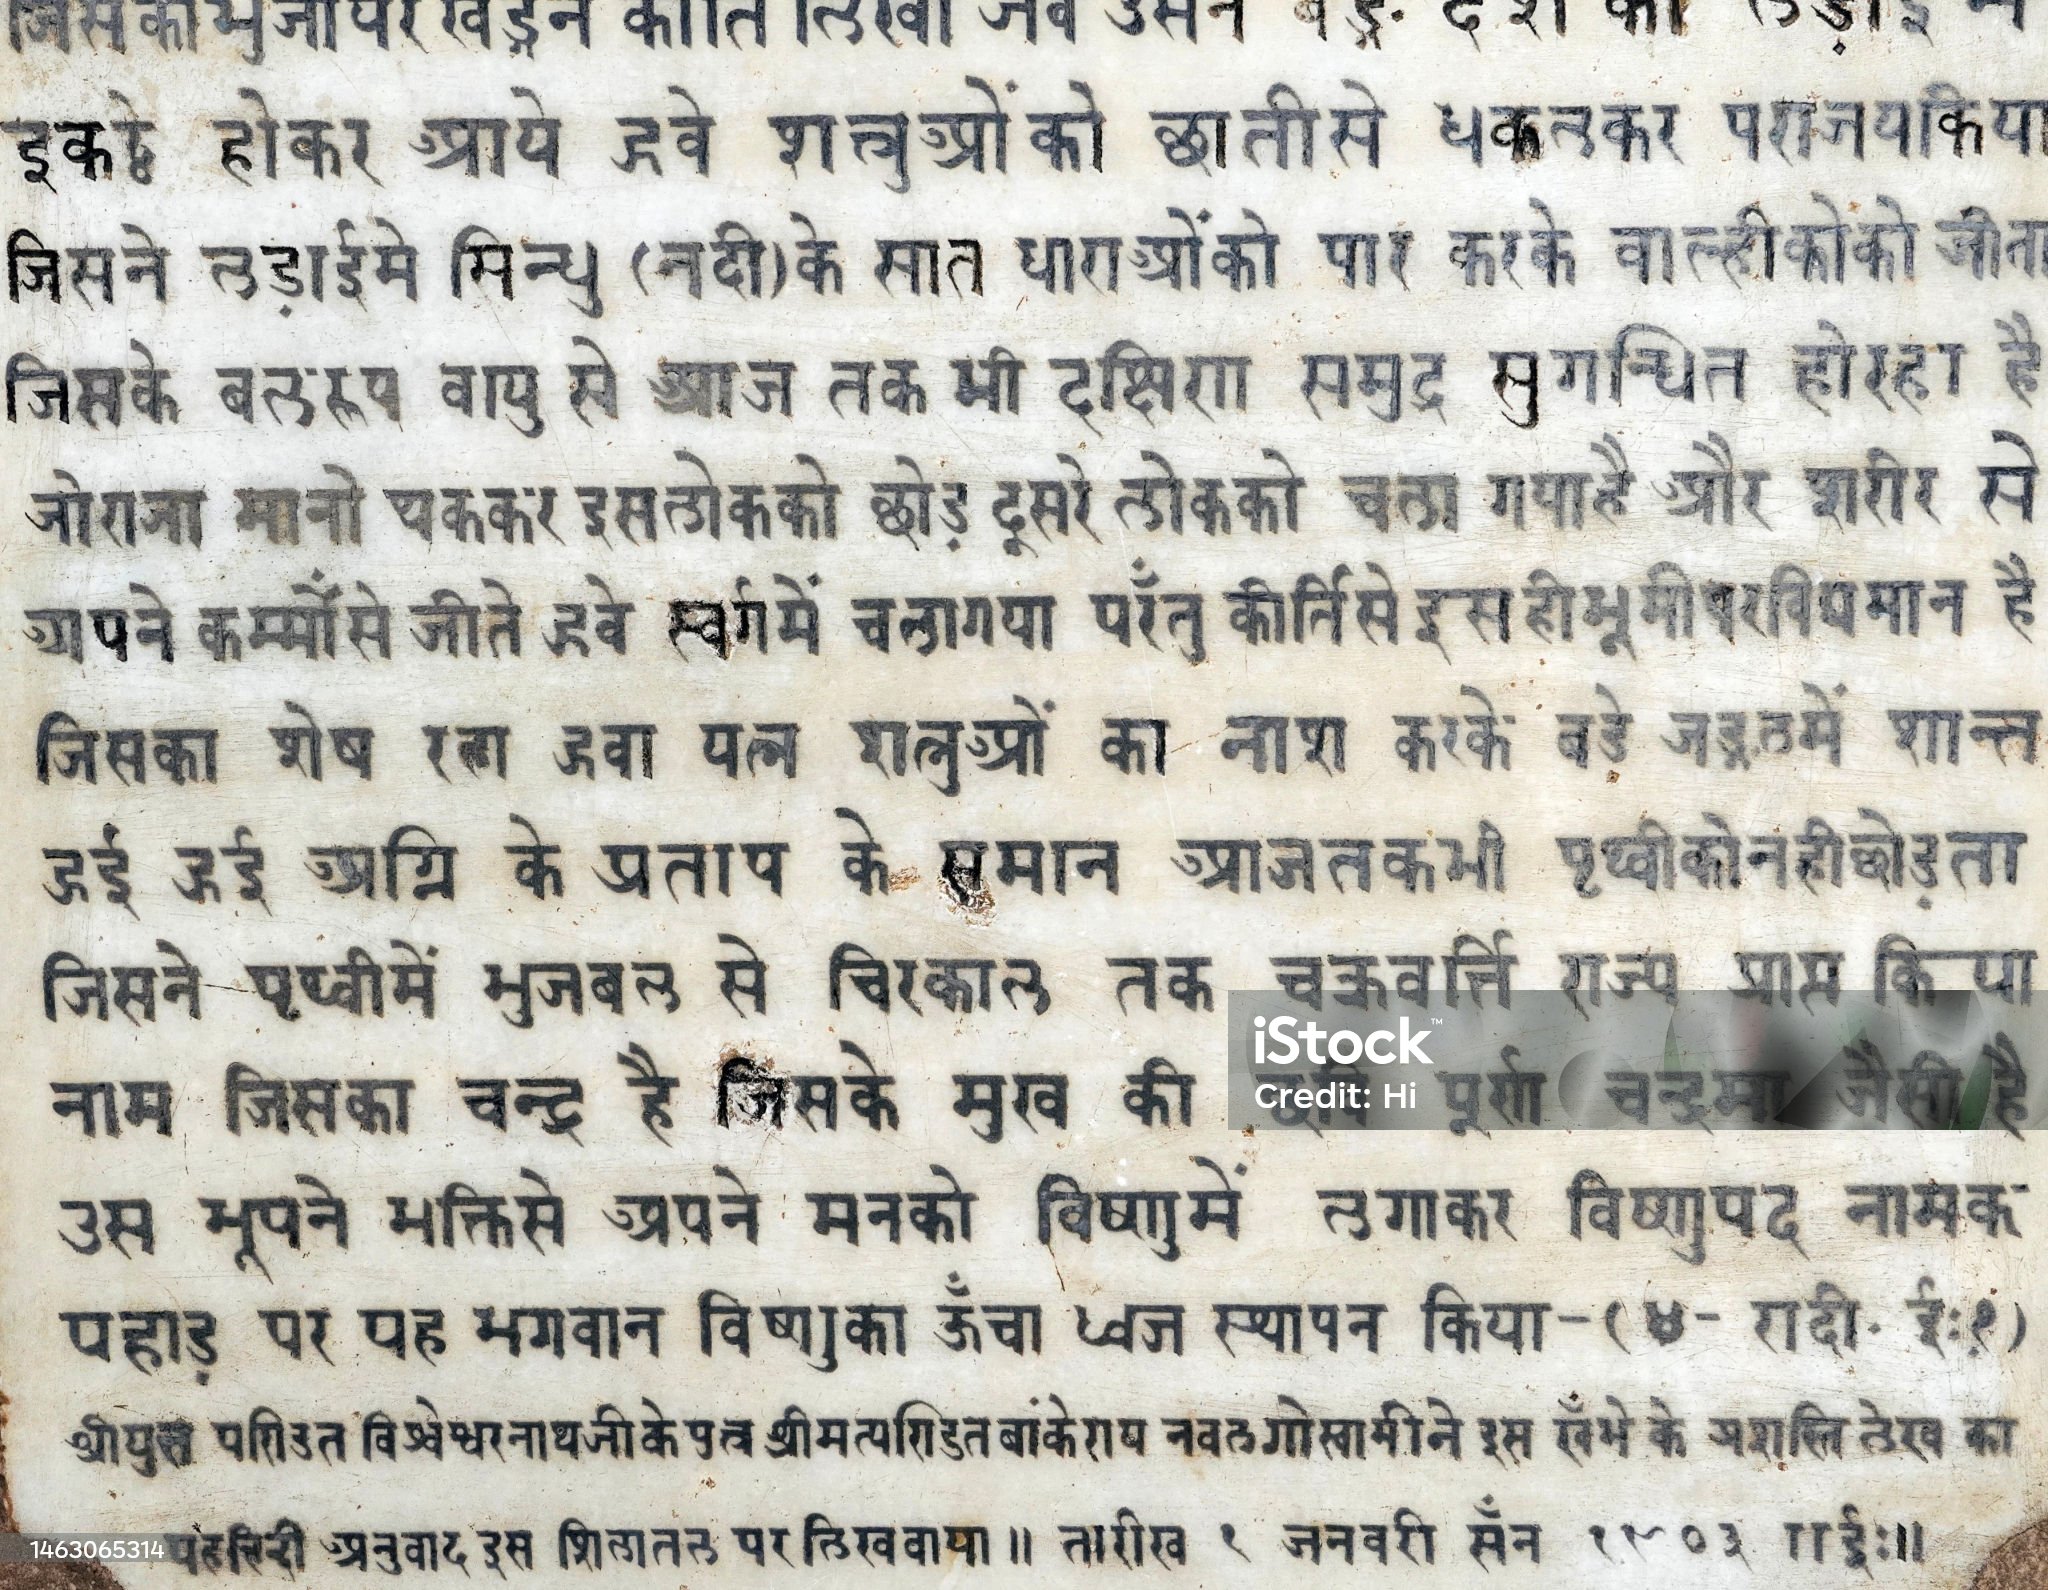 जिसकी भुजा पर खड्ग ने कीर्ति लिखी जब उसने बङ्ग देश की लड़ाई में
इकट्ठे होकर आये हुवे शत्रुओं को छातीसे धकेलकर पराजयकिया
जिसने लड़ाईमे सिन्धु (नदी)के सात धाराओंको पार करके वाल्हीकोको जीता
जिसके बलरूप वायु से आज तक भी दक्षिण समुद्र सुगन्धित होरहा है
जोराजा मानो थककर इसलोकको छोड़ दूसरे लोकको चला गयाहै और शरीर से
अपने कर्म्मोंसे जीते हुवे स्वर्गमें चलागया परँतु कीर्तिसे इसहीभूमीपरविद्यमान है
जिसका शेष रहा हुवा यत्न शत्रुओं का नाश करके बडे जङ्गलमें शान्त
हुई हुई अग्नि के प्रताप के समान आजतकभी पृथ्वीकोनहीछोड़ता
जिसने पृथ्वीमें भुजबल से चिरकाल तक चक्रवर्त्ति राज्य प्राप्त किया
नाम जिसका चन्द्र है जिसके मुख की द्युति पूर्ण चन्द्रमा जैसी है
उस भूपने भक्तिसे अपने मनको विष्णुमें लगाकर विष्णुपद नामक
पहाड़ पर यह भगवान विष्णुका ऊँचा ध्वज स्थापन किया-(४- शदी. ई:१)
श्रीयुत पण्डित विश्वेश्वरनाथजीके पुत्र श्रीमत्पण्डितबांकेराय नवलगोस्वामीने इस खँभे के प्रशस्ति लेख का
यहहिन्दी अनुवाद इस शिलातल पर लिखवाया॥ तारीख १ जनवरी सँन १९०३ ई:॥
iStock™
Credit: Hi
1463065314